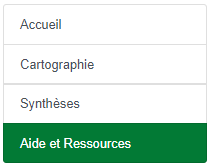 Accueil
Cartographie
Synthèses
Aide et Ressources